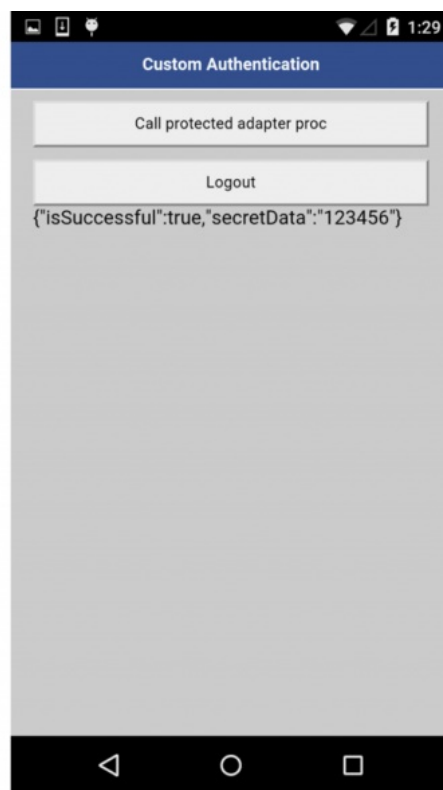 1:29
Custom Authentication
Call protected adapter proc
Logout
{"isSuccessful":true,"secretData":"123456"}